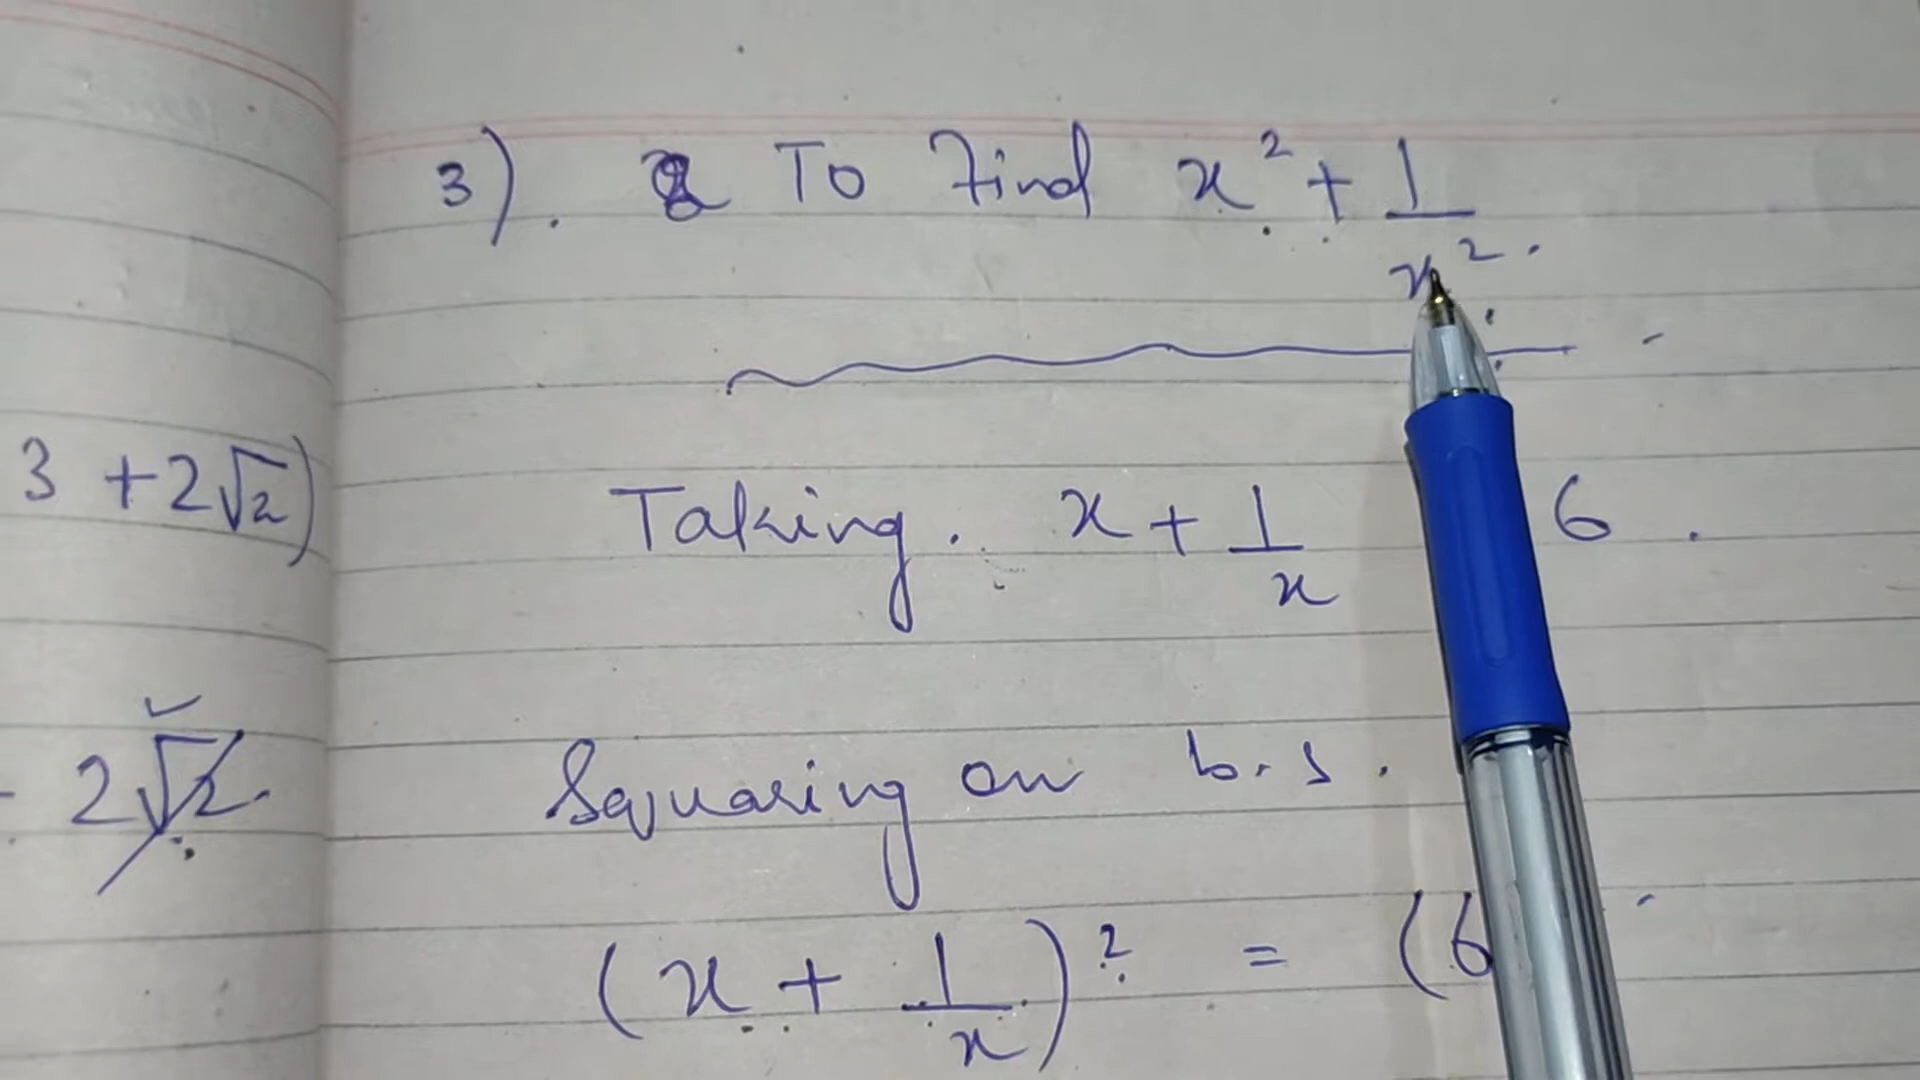 3). To Find x² + 1/x².
3 + 2√2)
Taking. x + 1/x 6.
2√2.
Squaring on b.s.
(x + 1/x)² = (6